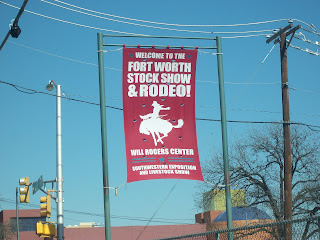 WELCOME TO THE
FORT WORTH
STOCK SHOW
& RODEO!
WILL ROGERS CENTER
SOUTHWESTERN EXPOSITION
AND LIVESTOCK SHOW